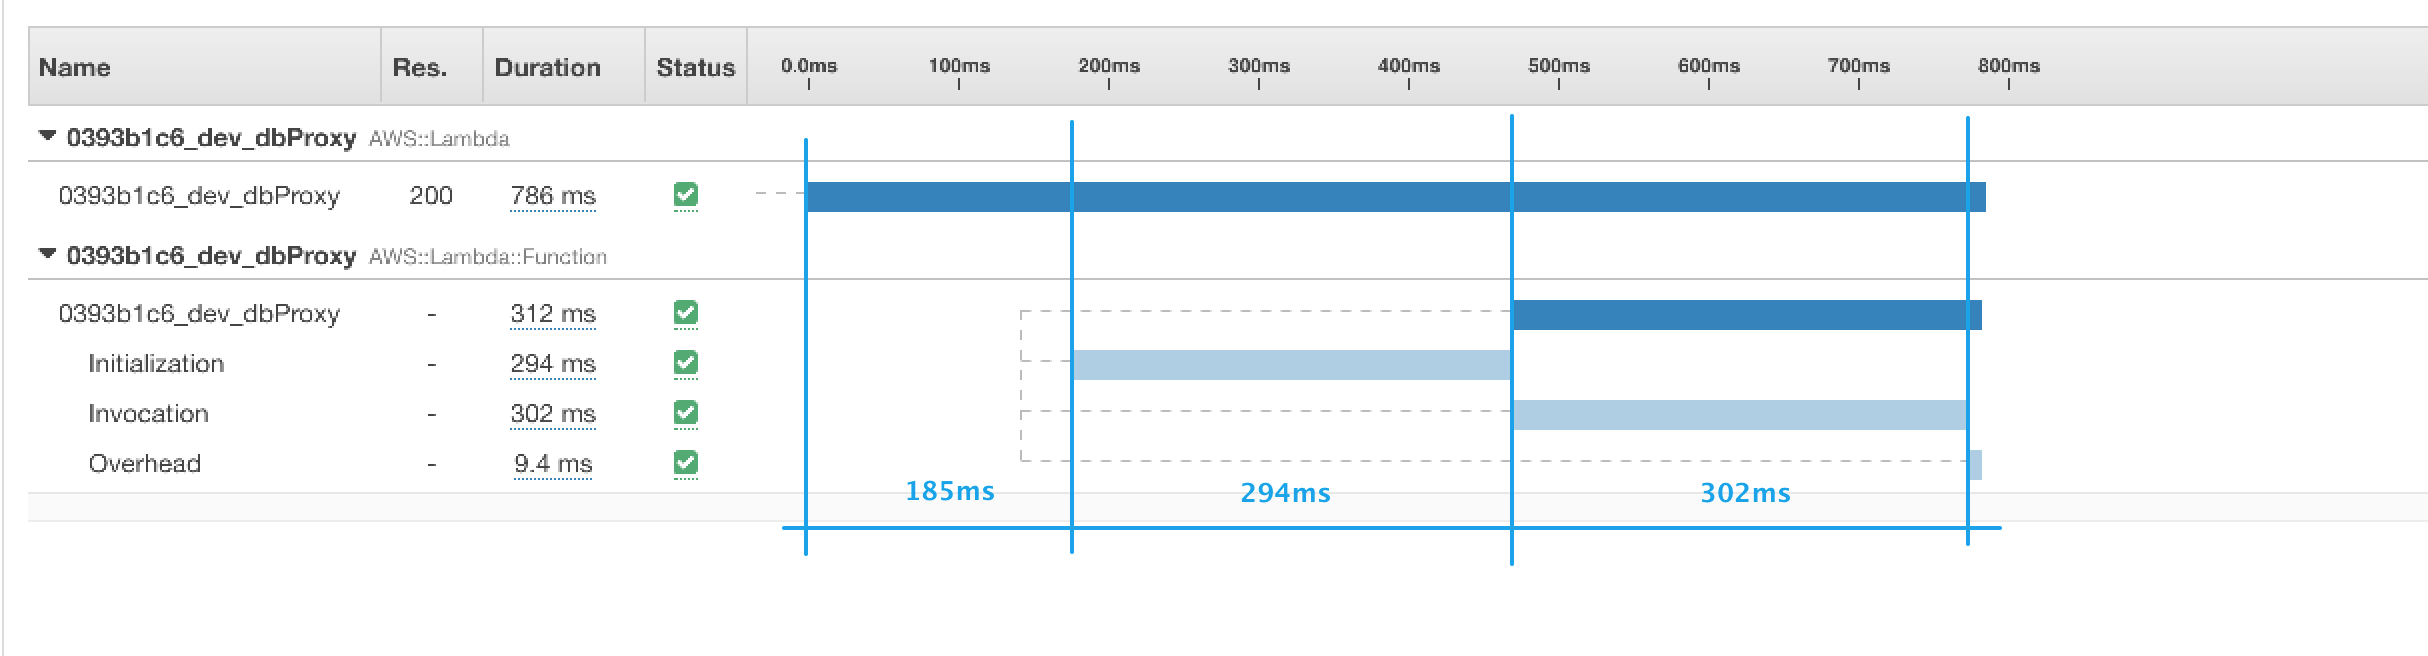 Name Res. Duration Status 0.0ms 100ms 200ms 300ms 400ms 500ms 600ms 700ms 800ms
0393b1c6_dev_dbProxy AWS::Lambda
0393b1c6_dev_dbProxy 200 786 ms
0393b1c6_dev_dbProxy AWS::Lambda::Function
0393b1c6_dev_dbProxy - 312 ms
Initialization - 294 ms
Invocation - 302 ms
Overhead - 9.4 ms
185ms 294ms 302ms